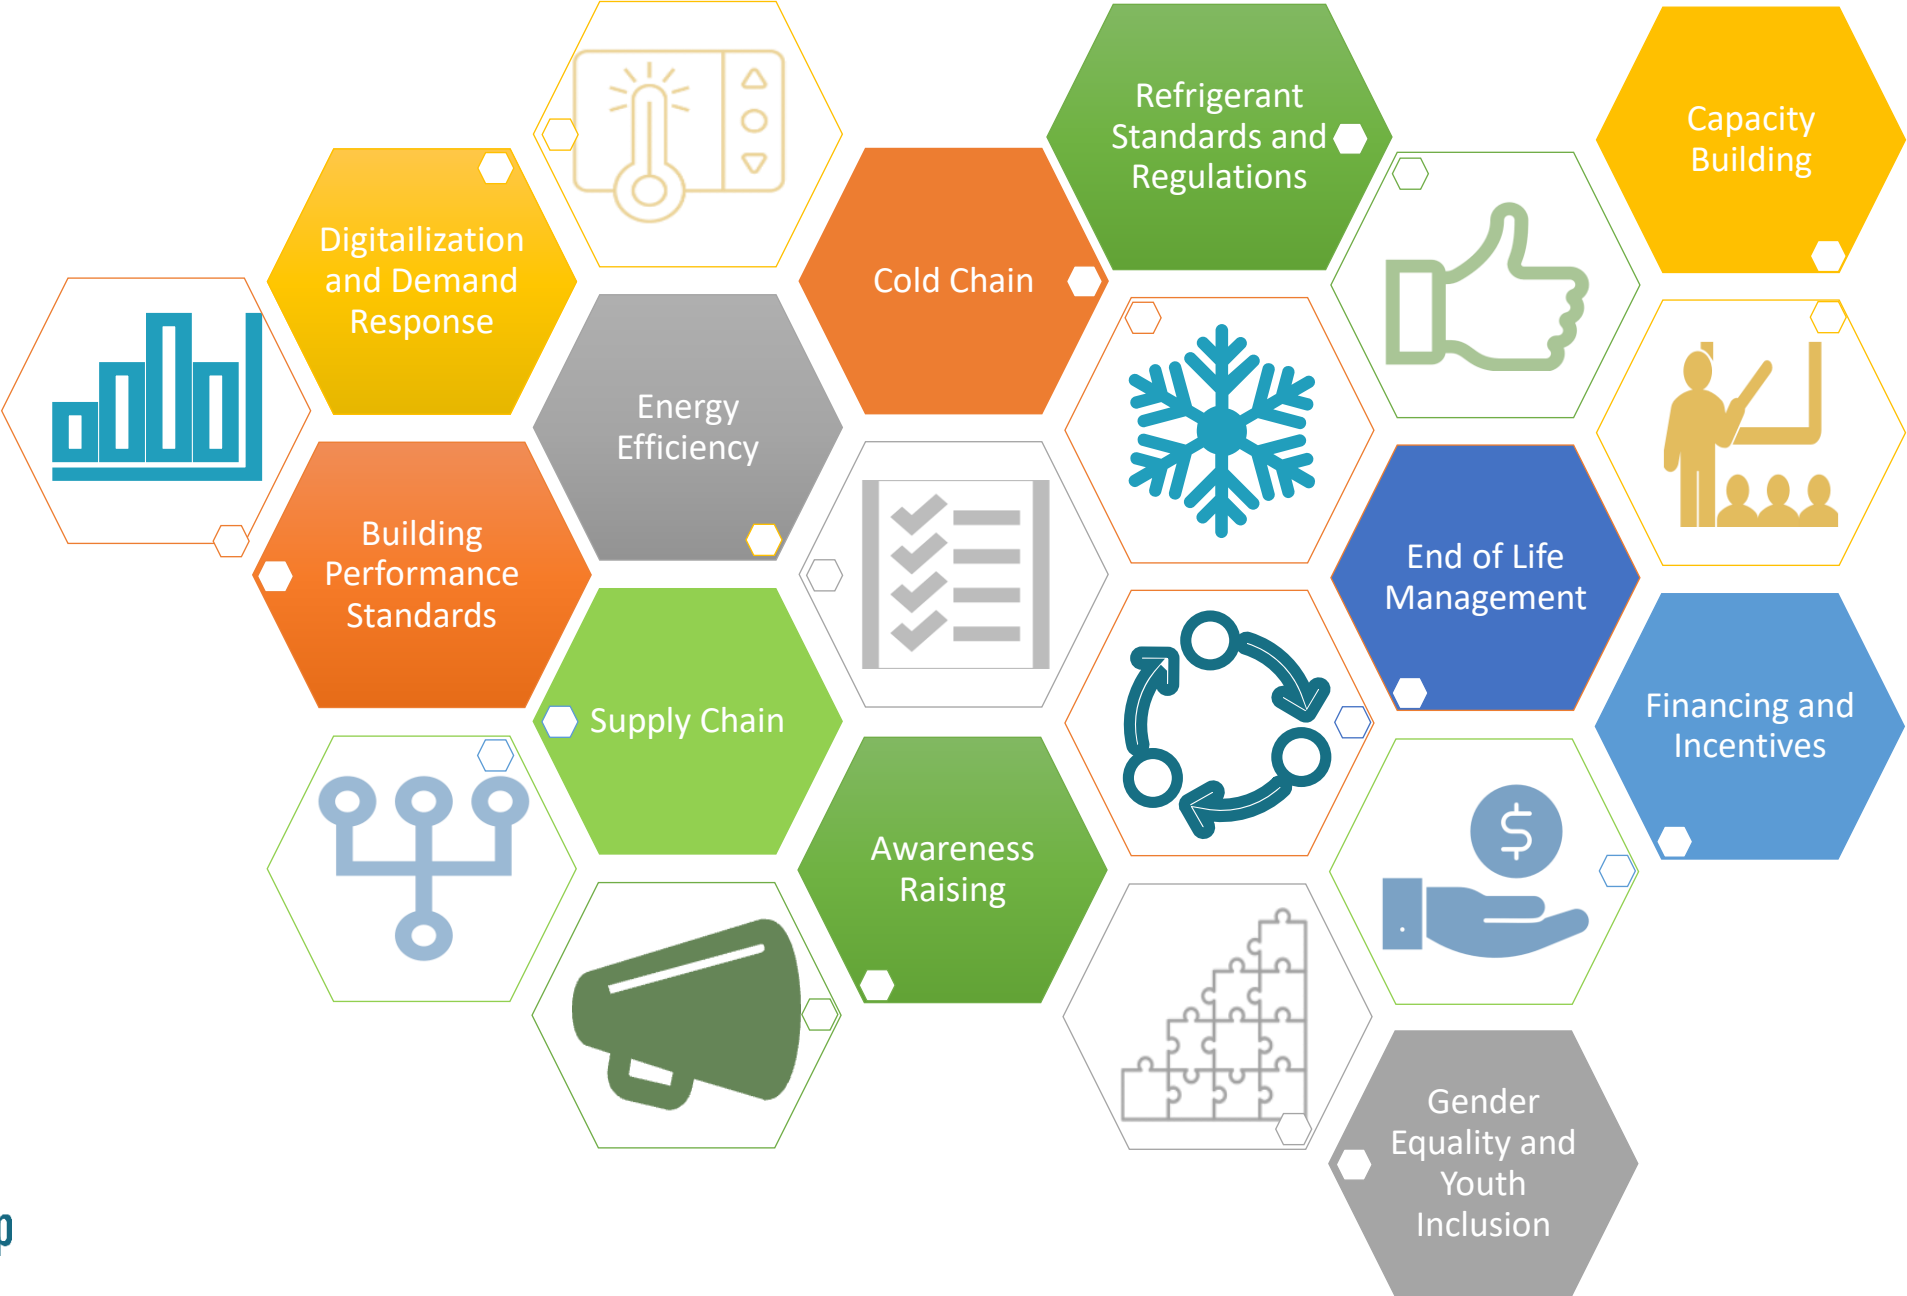 Refrigerant
Standards and
Regulations
Capacity
Building
Digitailization
and Demand
Response
Cold Chain
Energy
Efficiency
Building
Performance
Standards
End of Life
Management
Supply Chain
Financing and
Incentives
Awareness
Raising
$
Gender
Equality and
Youth
Inclusion
p